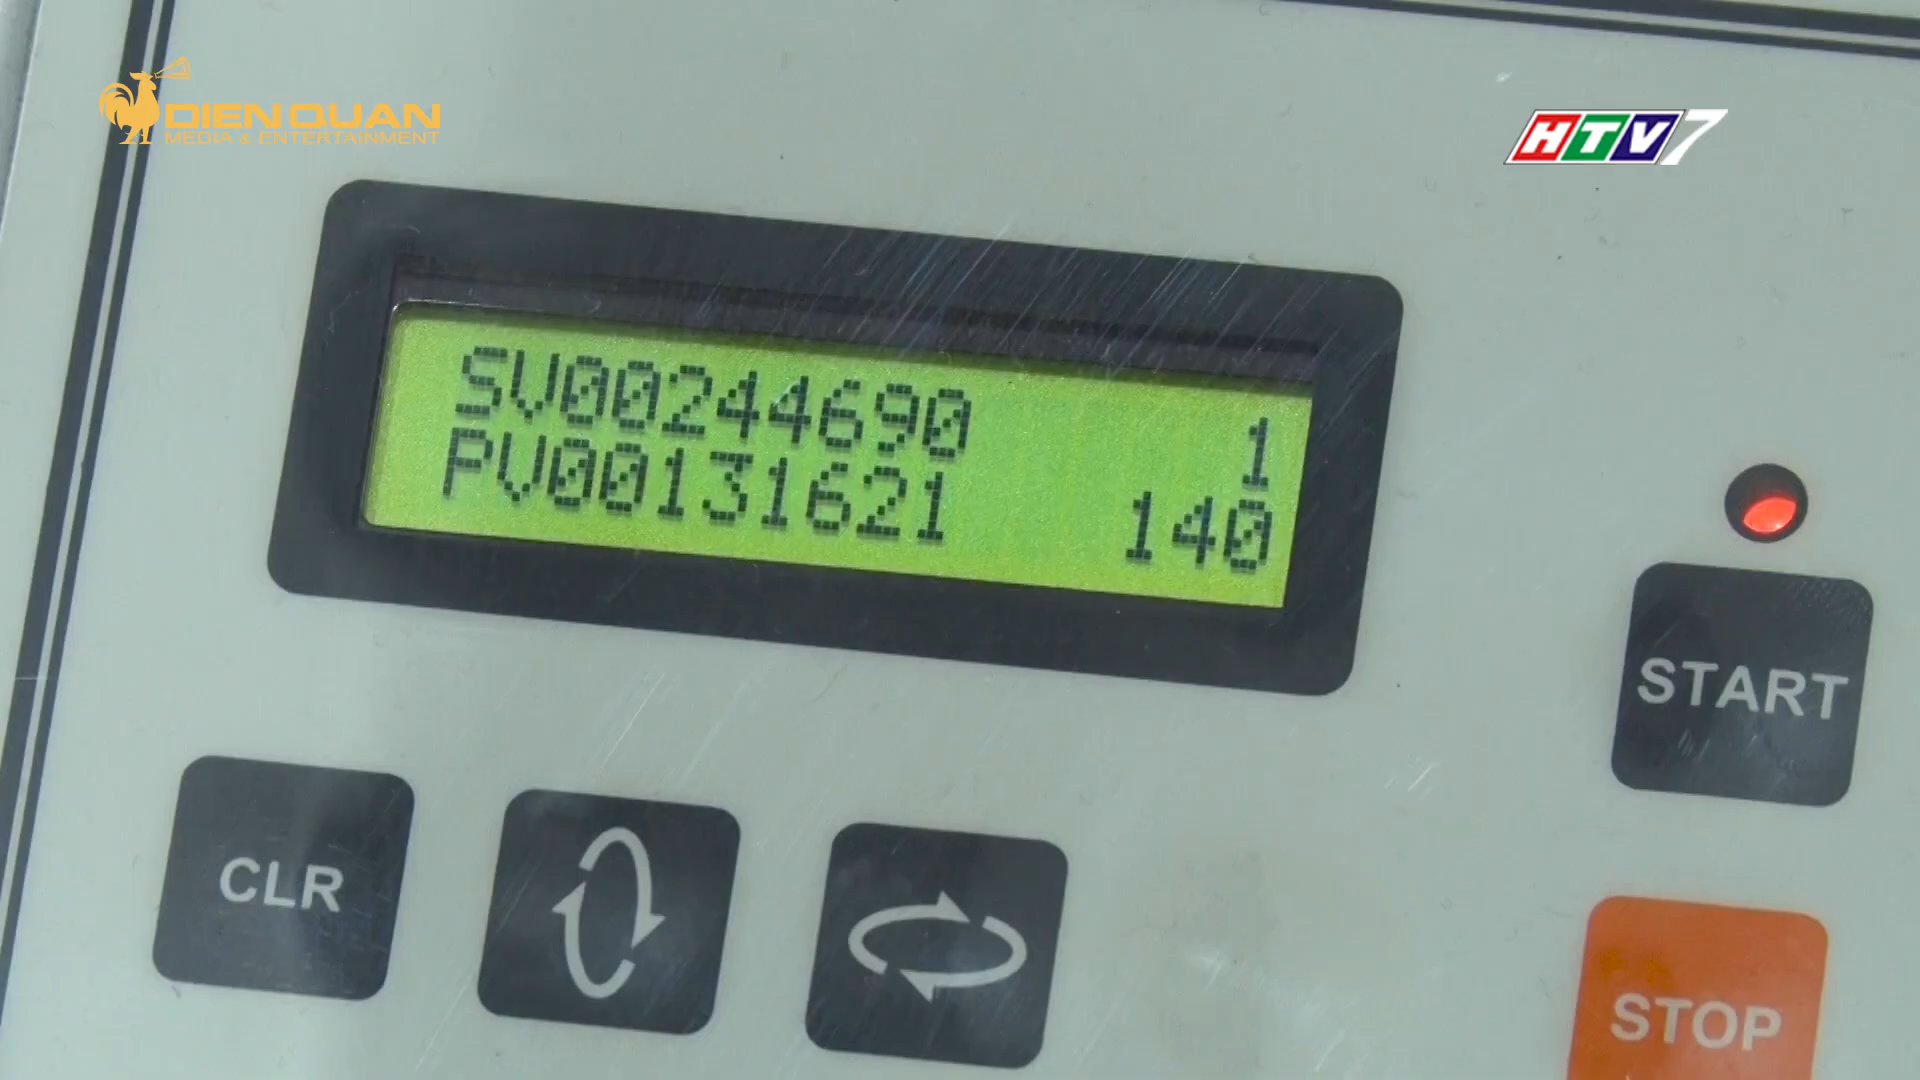 DIEN QUAN
MEDIA & ENTERTAINMENT
HTV7
SV00244690 1
PV00131621 140
START
CLR
STOP